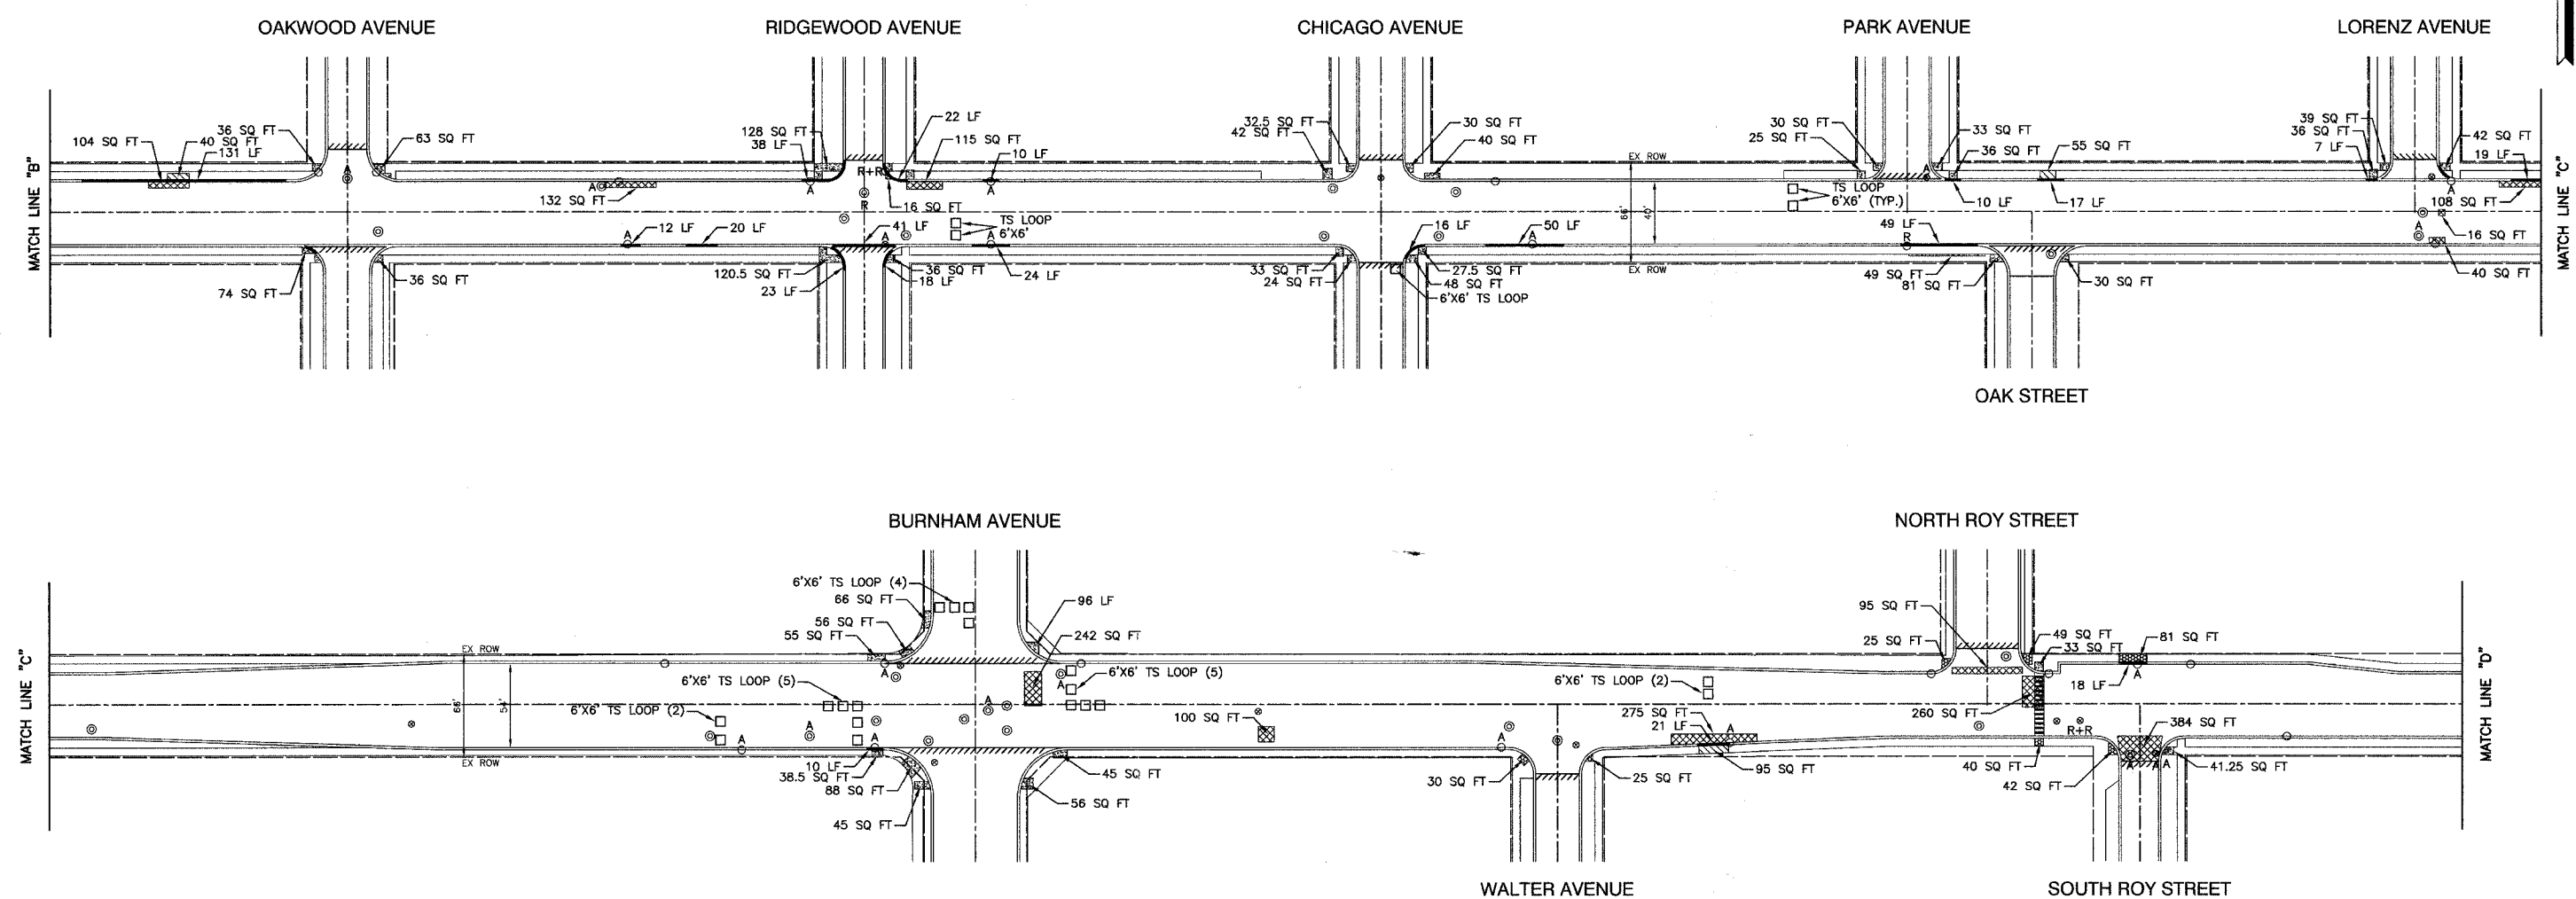 OAKWOOD AVENUE
RIDGEWOOD AVENUE
CHICAGO AVENUE
PARK AVENUE
LORENZ AVENUE
MATCH LINE "B"
104 SQ FT
36 SQ FT
40 SQ FT
131 LF
A
63 SQ FT
A
132 SQ FT
128 SQ FT
38 LF
A
R+R
R
22 LF
115 SQ FT
10 LF
A
16 SQ FT
32.5 SQ FT
42 SQ FT
30 SQ FT
40 SQ FT
EX ROW
30 SQ FT
25 SQ FT
A
33 SQ FT
36 SQ FT
55 SQ FT
39 SQ FT
36 SQ FT
7 LF
42 SQ FT
19 LF
A
108 SQ FT
MATCH LINE "C"
74 SQ FT
36 SQ FT
A
12 LF
20 LF
41 LF
A
TS LOOP
6'X6'
A
24 LF
120.5 SQ FT
23 LF
36 SQ FT
18 LF
16 LF
A
50 LF
33 SQ FT
24 SQ FT
27.5 SQ FT
48 SQ FT
6'X6' TS LOOP
66'
40'
EX ROW
TS LOOP
6'X6' (TYP.)
10 LF
17 LF
R
49 LF
49 SQ FT
81 SQ FT
30 SQ FT
A
16 SQ FT
40 SQ FT
OAK STREET
BURNHAM AVENUE
NORTH ROY STREET
MATCH LINE "C"
EX ROW
66'
54'
EX ROW
6'X6' TS LOOP (4)
66 SQ FT
56 SQ FT
55 SQ FT
A
96 LF
242 SQ FT
6'X6' TS LOOP (5)
A
6'X6' TS LOOP (5)
6'X6' TS LOOP (2)
A
A
A
A
10 LF
38.5 SQ FT
88 SQ FT
45 SQ FT
45 SQ FT
56 SQ FT
100 SQ FT
6'X6' TS LOOP (2)
275 SQ FT
21 LF
A
A
30 SQ FT
25 SQ FT
95 SQ FT
95 SQ FT
25 SQ FT
49 SQ FT
33 SQ FT
81 SQ FT
18 LF
A
260 SQ FT
R+R
384 SQ FT
40 SQ FT
42 SQ FT
A
A
A
41.25 SQ FT
MATCH LINE "D"
WALTER AVENUE
SOUTH ROY STREET